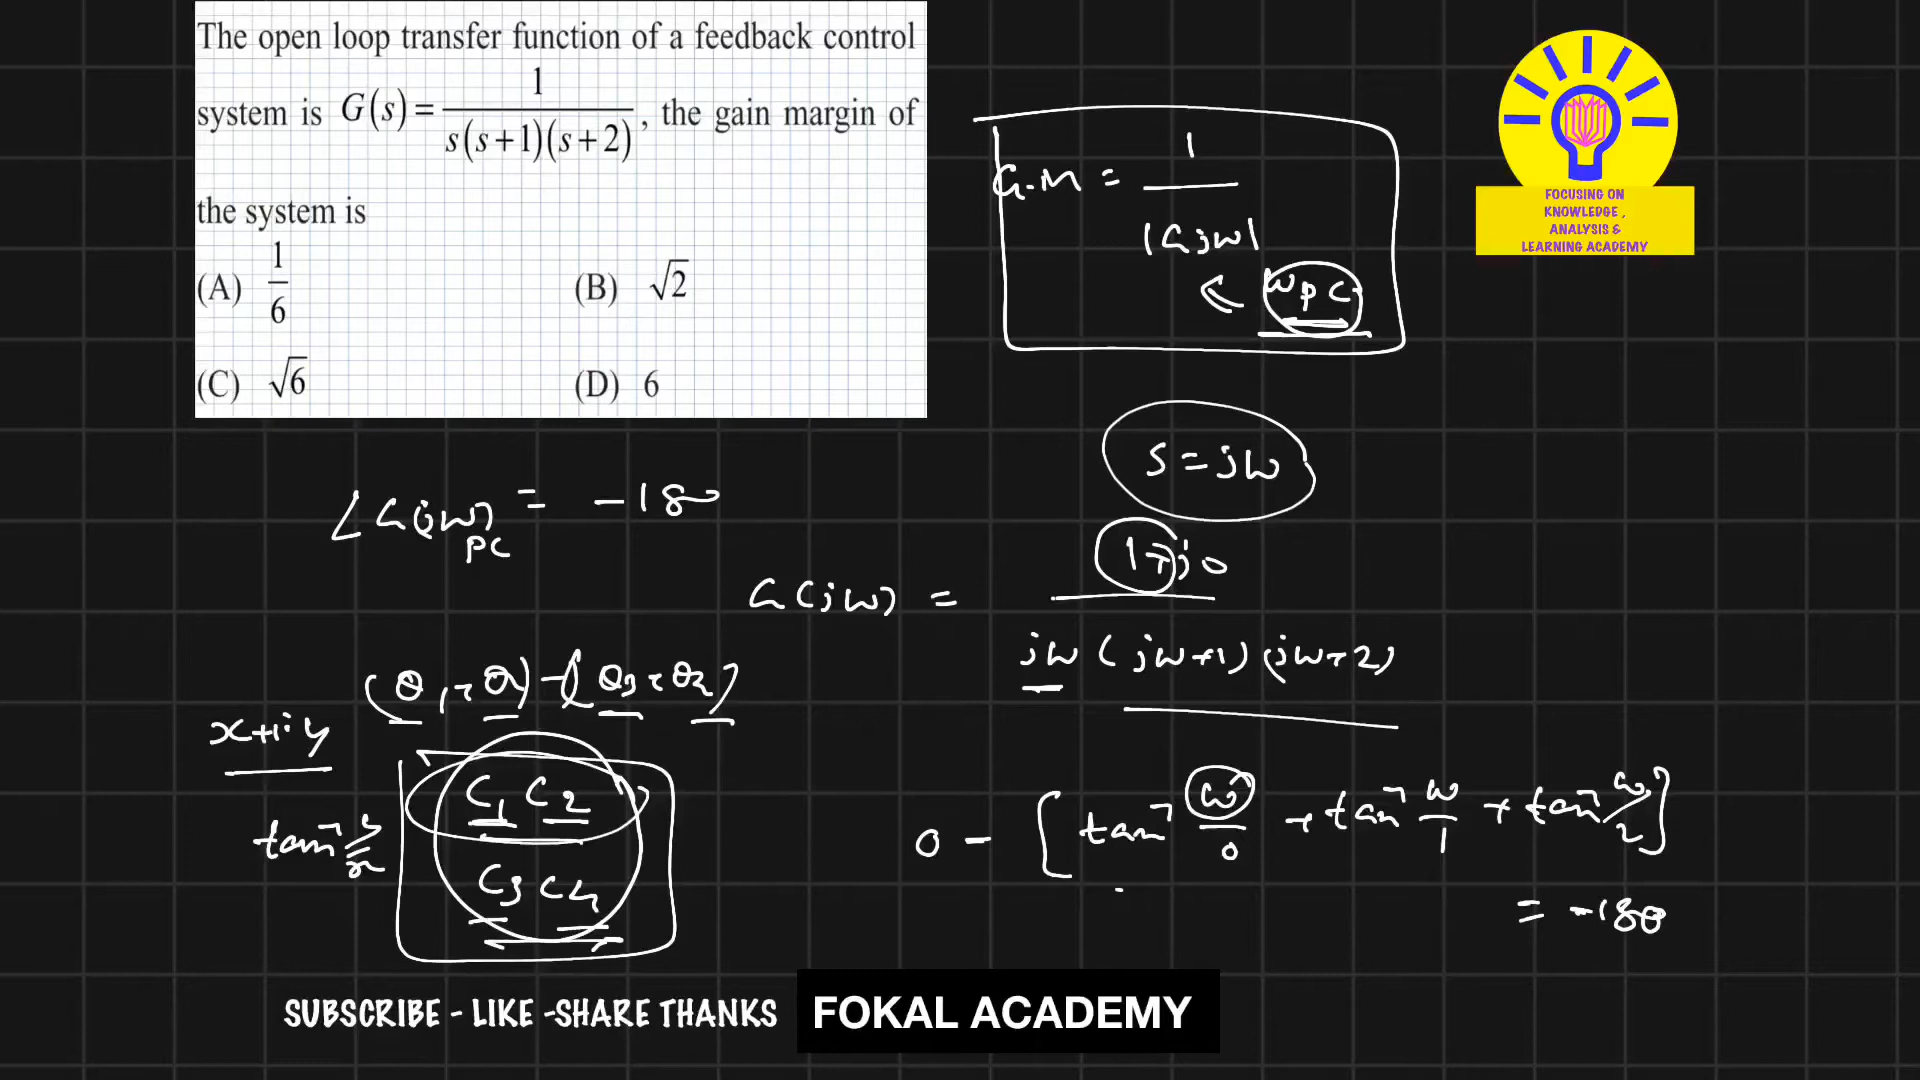 The open loop transfer function of a feedback control
system is G(s) = 1 / s(s+1)(s+2), the gain margin of
the system is
(A) 1/6 (B) √2
(C) √6 (D) 6
G.M = 1 / |G jω|
ωpc
s = jω
∠G(jω)pc = -180
G(jω) = 1+j0 / jω (jω+1) (jω+2)
(θ1+θ2)-(θ3+θ2)
x+iy
tan⁻¹ y/x
C1 C2
C3 C4
0 - [tan⁻¹ ω/0 + tan⁻¹ ω/1 + tan⁻¹ ω/2]
= -180
FOCUSING ON
KNOWLEDGE ,
ANALYSIS &
LEARNING ACADEMY
SUBSCRIBE - LIKE -SHARE THANKS
FOKAL ACADEMY